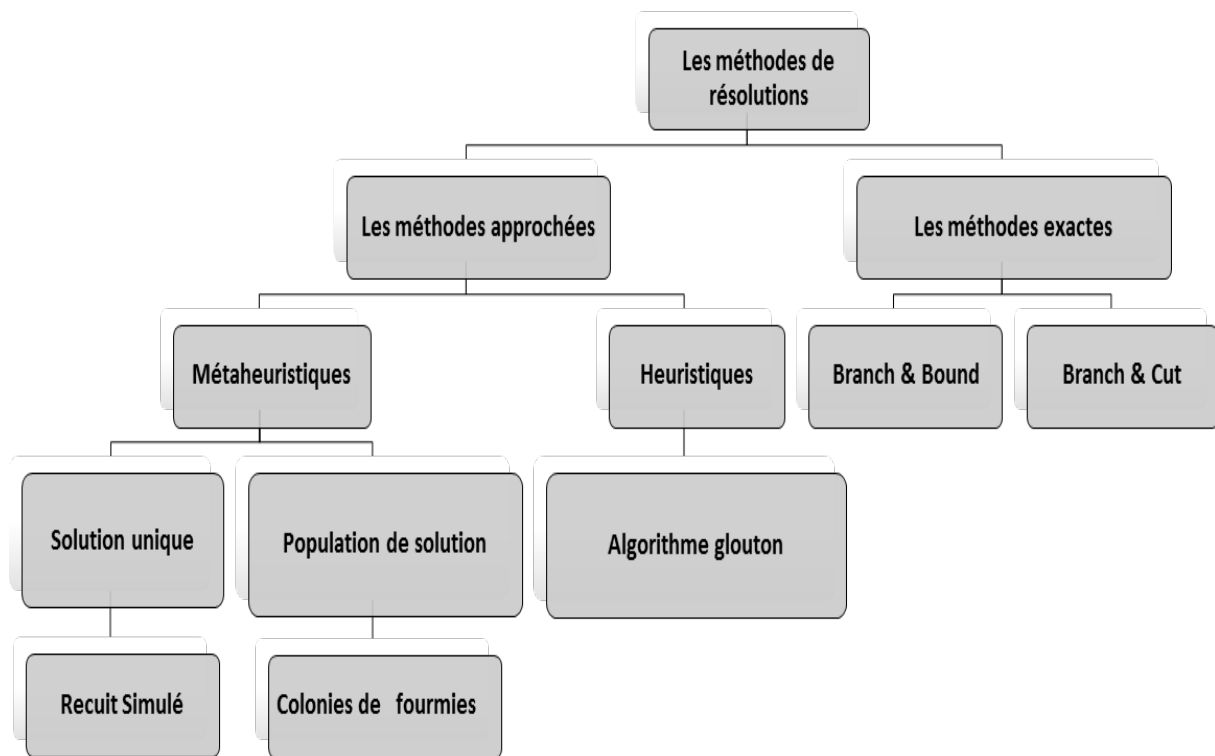 Les méthodes de
résolutions
Les méthodes approchées
Les méthodes exactes
Métaheuristiques
Heuristiques
Branch & Bound
Branch & Cut
Solution unique
Population de solution
Algorithme glouton
Recuit Simulé
Colonies de fourmies